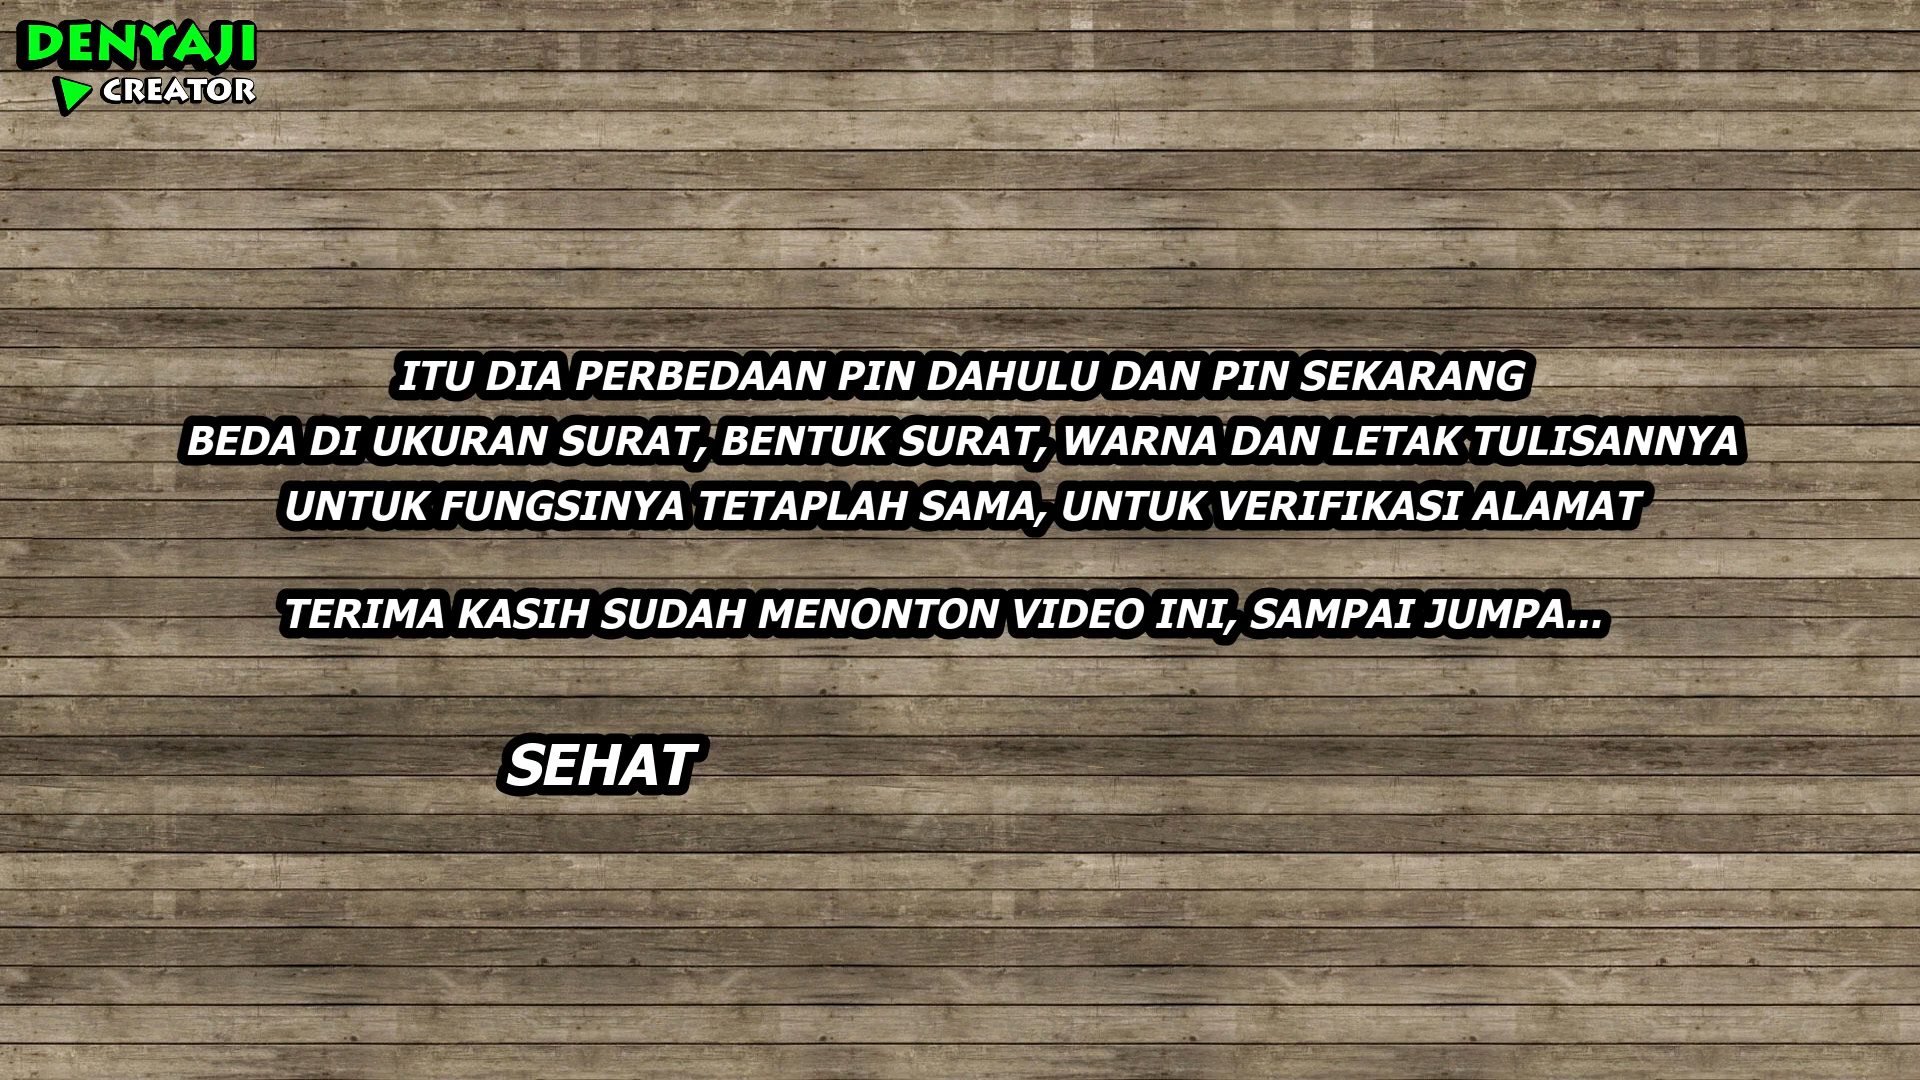 DENYAJI
CREATOR
ITU DIA PERBEDAAN PIN DAHULU DAN PIN SEKARANG
BEDA DI UKURAN SURAT, BENTUK SURAT, WARNA DAN LETAK TULISANNYA
UNTUK FUNGSINYA TETAPLAH SAMA, UNTUK VERIFIKASI ALAMAT
TERIMA KASIH SUDAH MENONTON VIDEO INI, SAMPAI JUMPA...
SEHAT